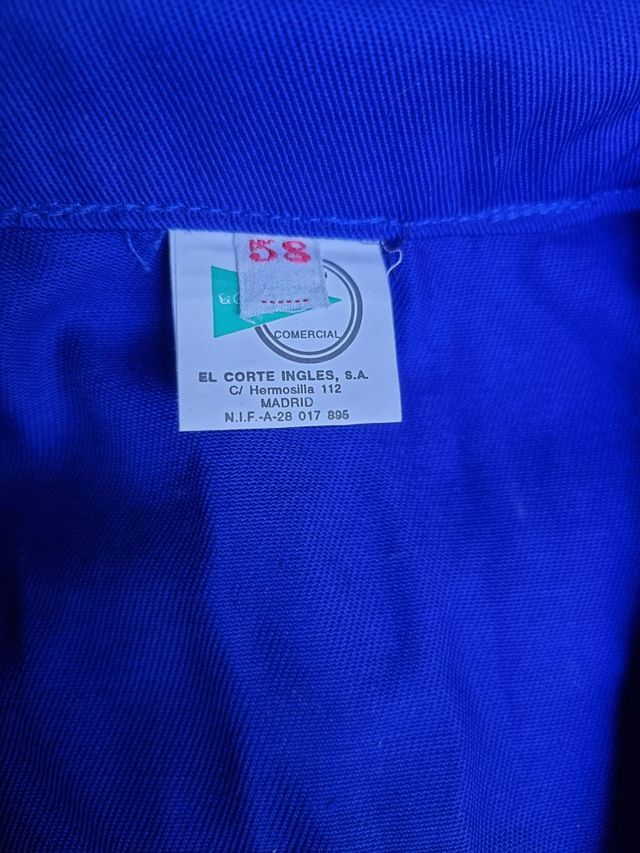 58
COMERCIAL
EL CORTE INGLES, S.A.
C/ Hermosilla 112
MADRID
N.I.F.-A-28 017 895